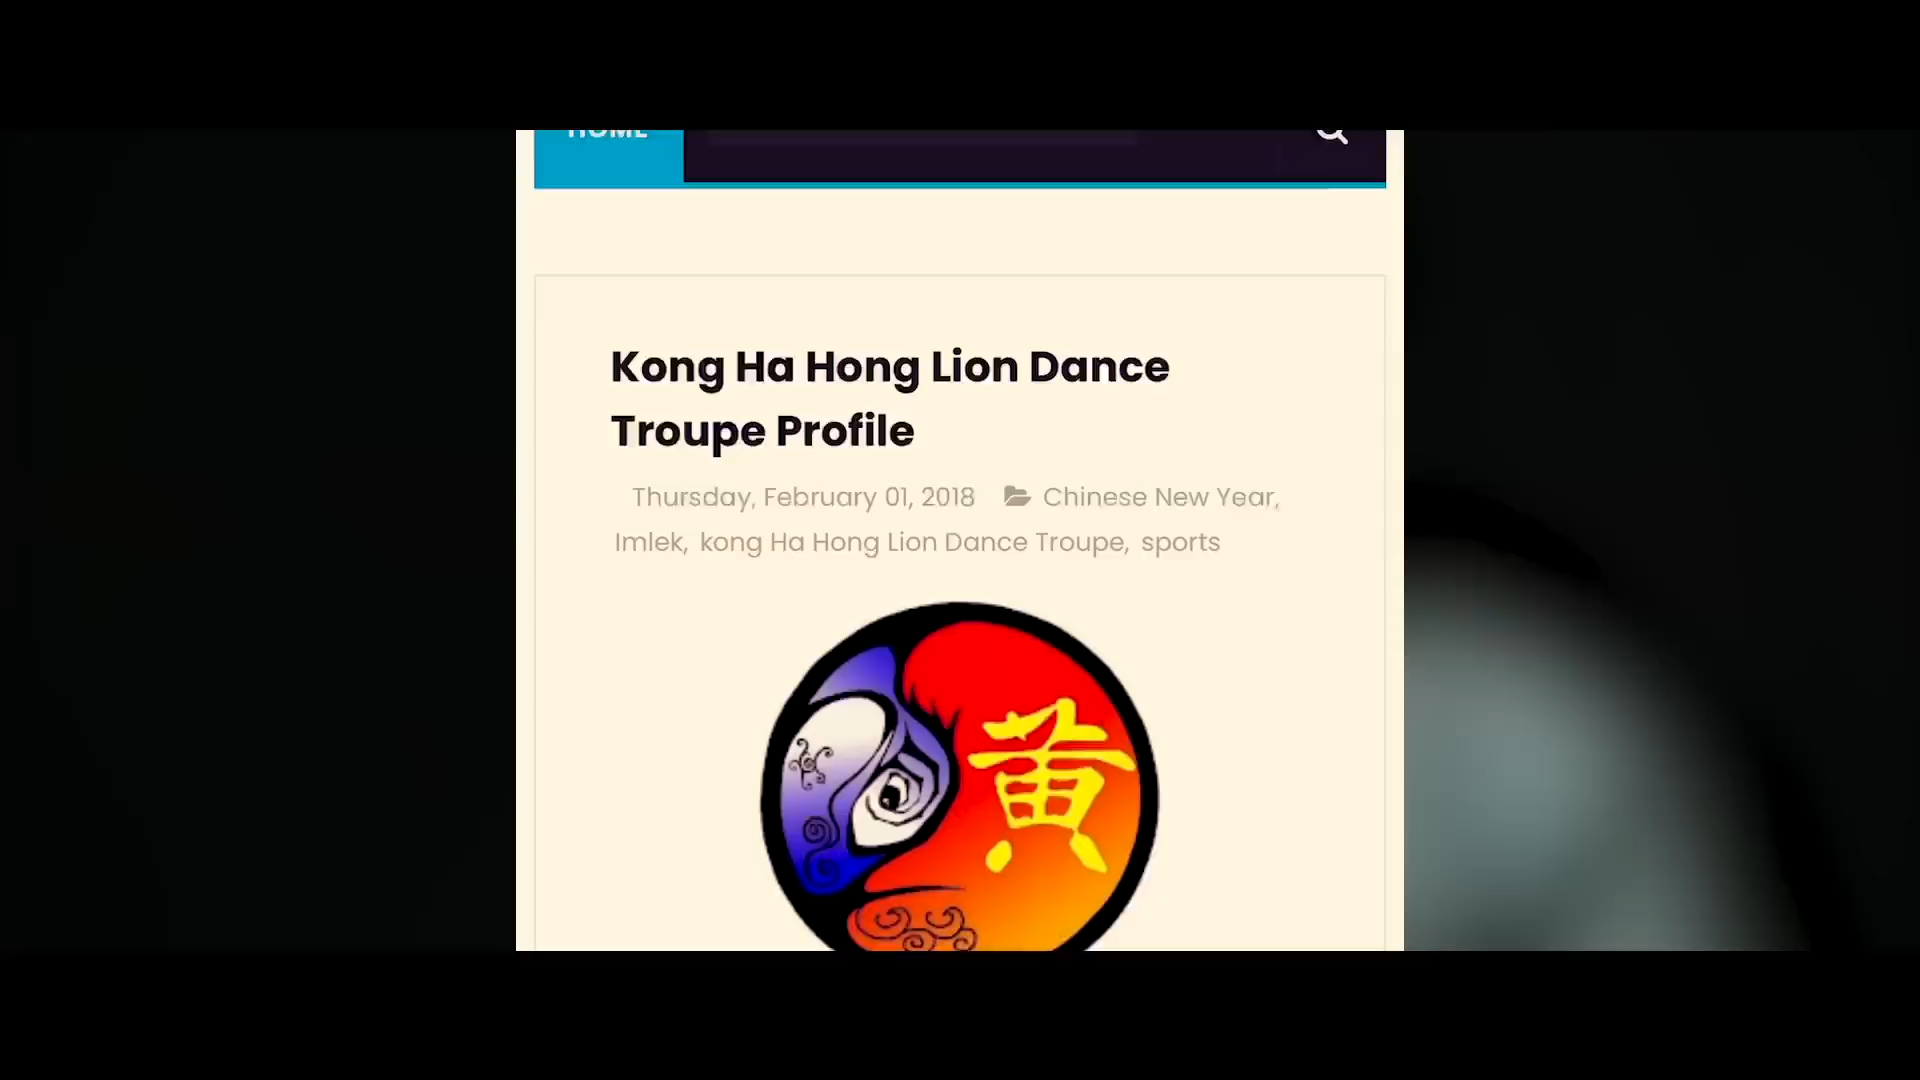 HOME
Kong Ha Hong Lion Dance
Troupe Profile
Thursday, February 01, 2018 Chinese New Year,
Imlek, kong Ha Hong Lion Dance Troupe, sports
黄